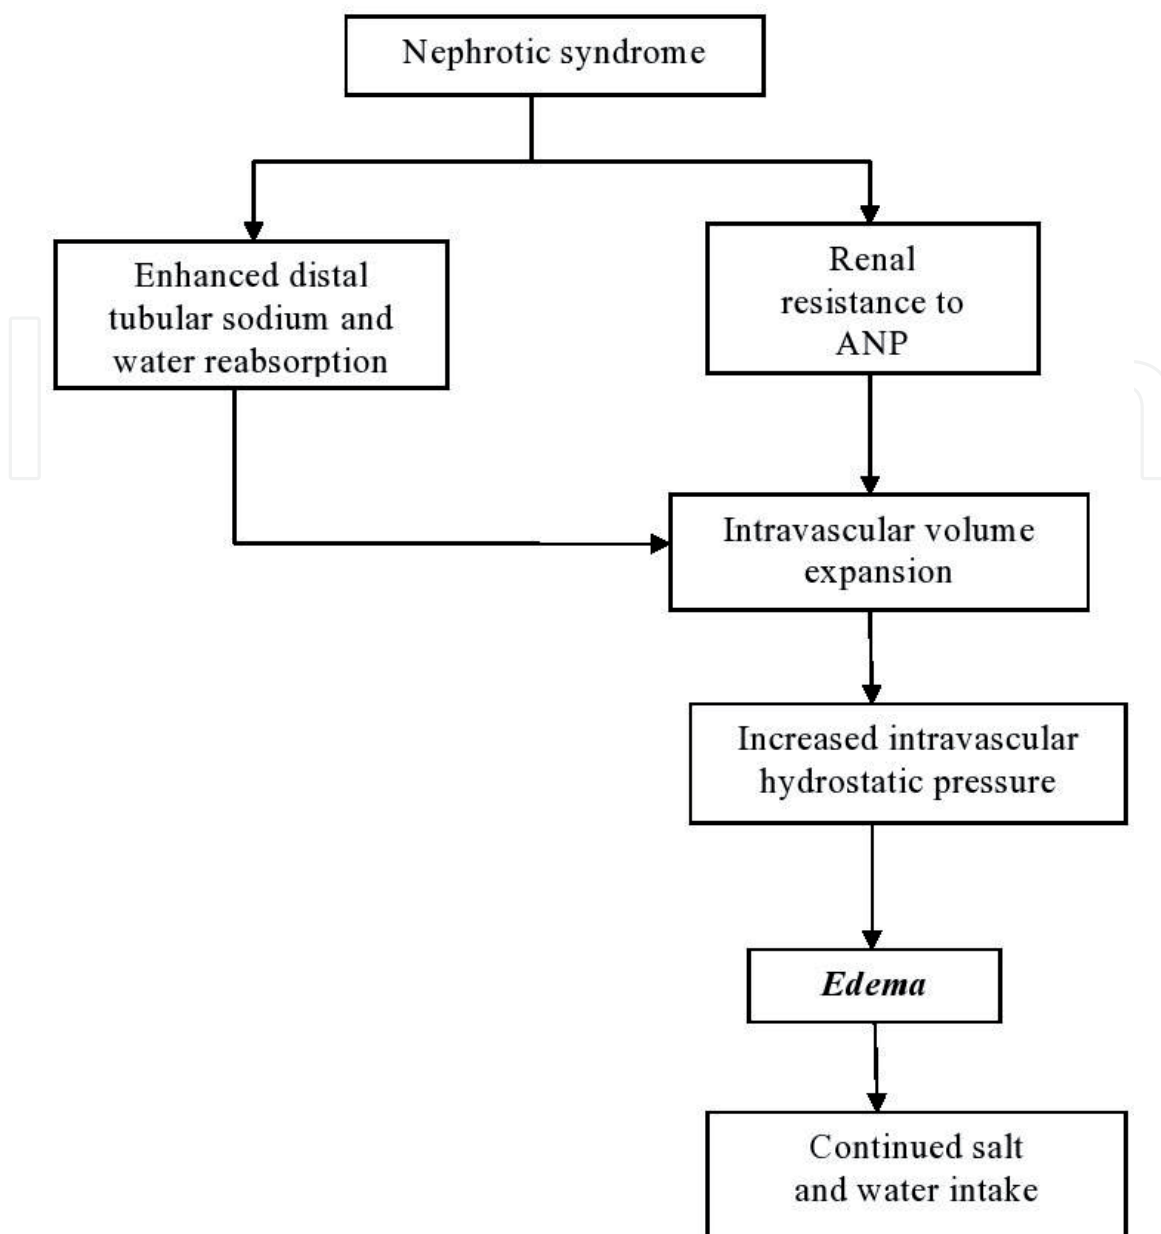 Nephrotic syndrome
Enhanced distal
tubular sodium and
water reabsorption
Renal
resistance to
ANP
Intravascular volume
expansion
Increased intravascular
hydrostatic pressure
Edema
Continued salt
and water intake